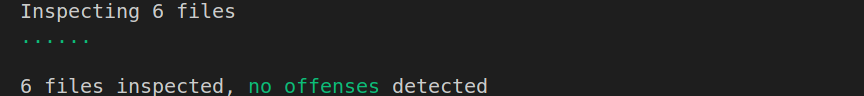 Inspecting 6 files
......
6 files inspected, no offenses detected